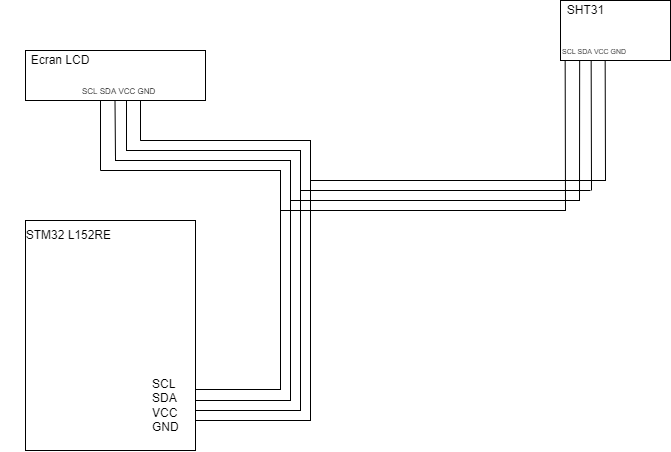 SHT31
SCL SDA VCC GND
Ecran LCD
SCL SDA VCC GND
STM32 L152RE
SCL
SDA
VCC
GND